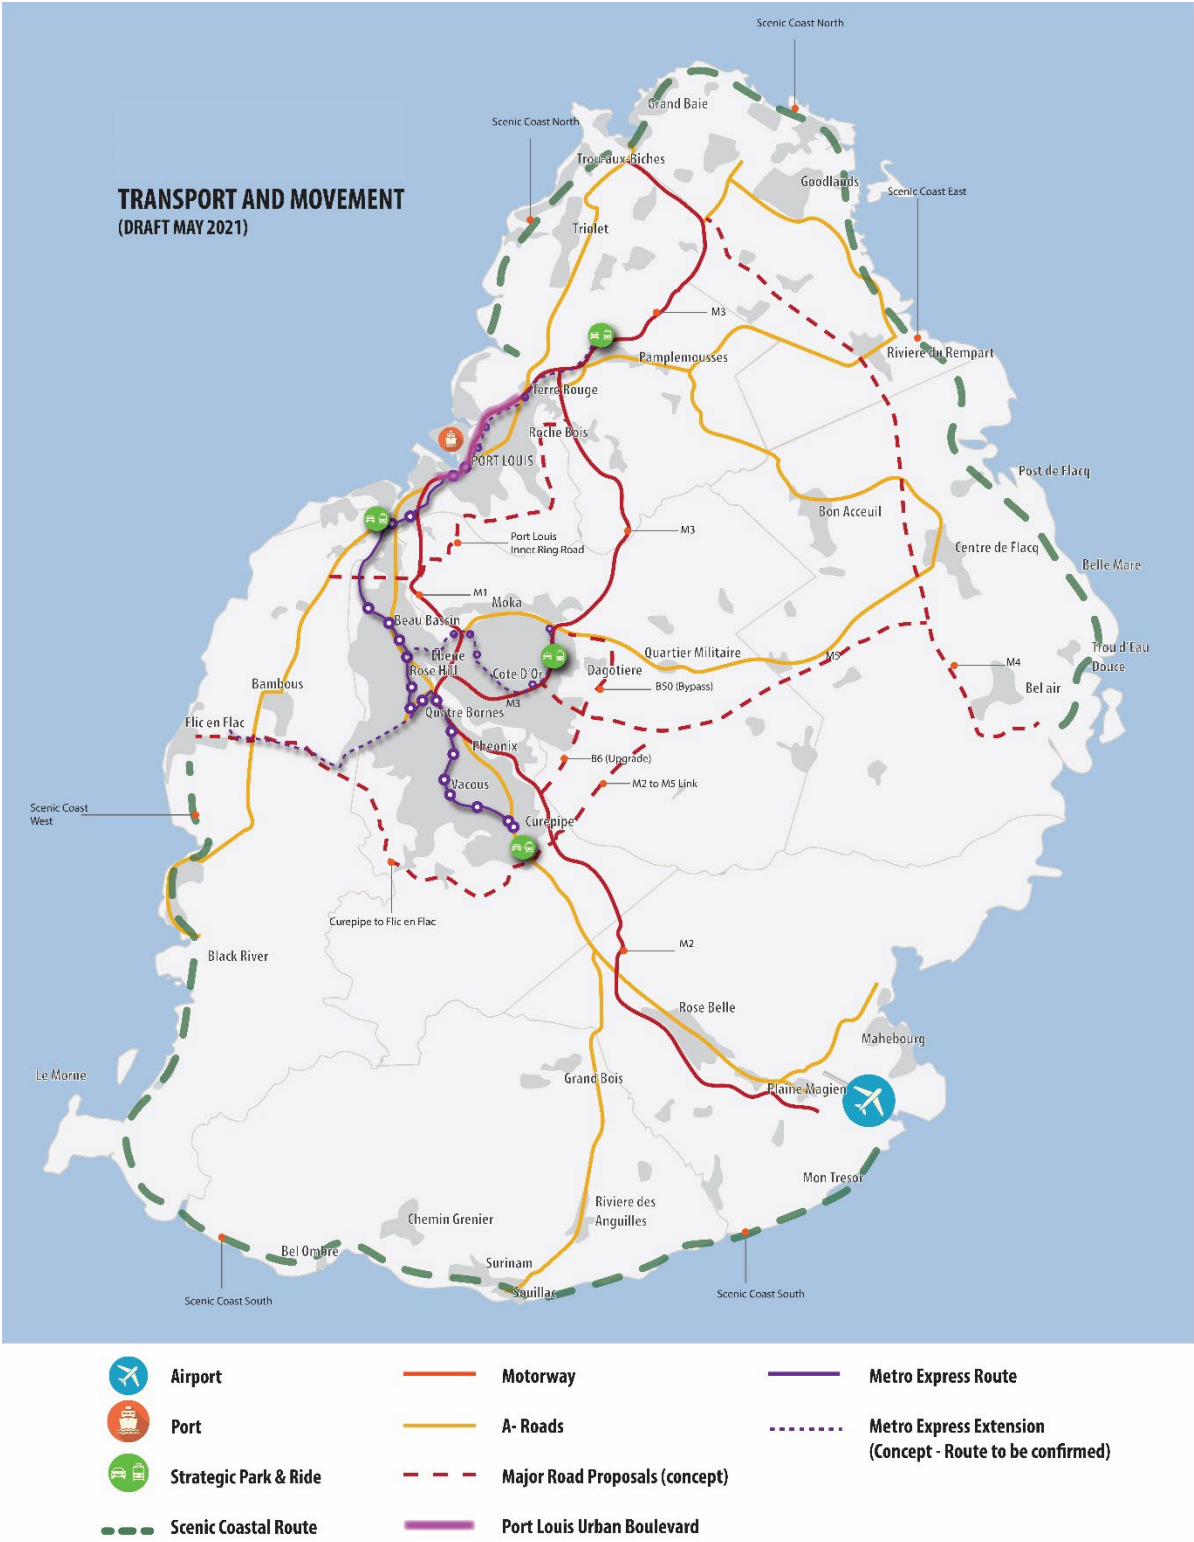 Scenic Coast North
Grand Baie
Scenic Coast North
Trou-aux-Biches
Goodlands
Scenic Coast East
TRANSPORT AND MOVEMENT
(DRAFT MAY 2021)
Triolet
M3
Riviere du Rempart
Pamplemousses
Terre Rouge
Roche Bois
PORT LOUIS
Post de Flacq
Bon Acceuil
M3
Port Louis
Inner Ring Road
Centre de Flacq
Belle Mare
M1
Moka
Beau Bassin
Ebene
Rose Hill
Cote D'Or
Dagotiere
Quartier Militaire
M5
Trou d'Eau
Douce
M4
Bambous
B50 (Bypass)
Bel air
M3
Quatre Bornes
Flic en Flac
Pheonix
B6 (Upgrade)
Vacous
M2 to M5 Link
Scenic Coast
West
Curepipe
Curepipe to Flic en Flac
M2
Black River
Rose Belle
Mahebourg
Le Morne
Grand Bois
Plaine Magien
Mon Tresor
Riviere des
Anguilles
Chemin Grenier
Bel Ombre
Surinam
Souillac
Scenic Coast South
Scenic Coast South
Airport
Motorway
Metro Express Route
Port
A- Roads
Metro Express Extension
(Concept - Route to be confirmed)
Strategic Park & Ride
Major Road Proposals (concept)
Scenic Coastal Route
Port Louis Urban Boulevard